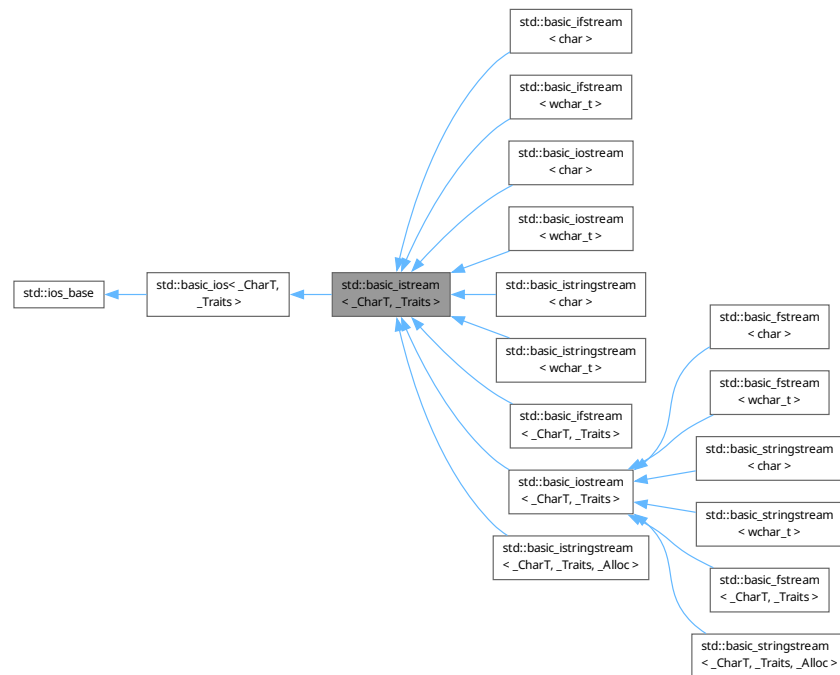 std::ios_base
std::basic_ios< _CharT,
_Traits >
std::basic_istream
< _CharT, _Traits >
std::basic_ifstream
< char >
std::basic_ifstream
< wchar_t >
std::basic_iostream
< char >
std::basic_iostream
< wchar_t >
std::basic_istringstream
< char >
std::basic_istringstream
< wchar_t >
std::basic_ifstream
< _CharT, _Traits >
std::basic_iostream
< _CharT, _Traits >
std::basic_istringstream
< _CharT, _Traits, _Alloc >
std::basic_fstream
< char >
std::basic_fstream
< wchar_t >
std::basic_stringstream
< char >
std::basic_stringstream
< wchar_t >
std::basic_fstream
< _CharT, _Traits >
std::basic_stringstream
< _CharT, _Traits, _Alloc >